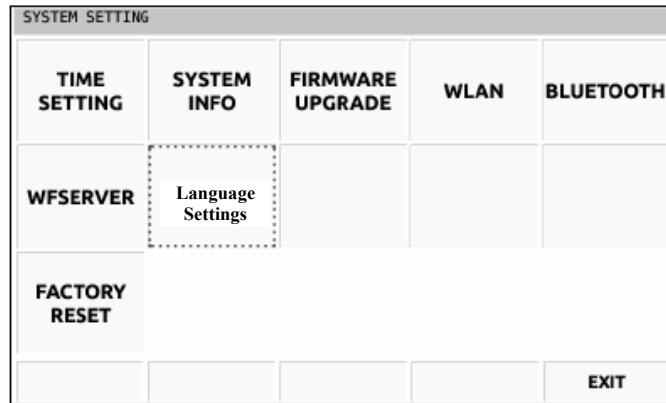 SYSTEM SETTING
TIME
SETTING
SYSTEM
INFO
FIRMWARE
UPGRADE
WLAN
BLUETOOTH
WFSERVER
Language
Settings
FACTORY
RESET
EXIT